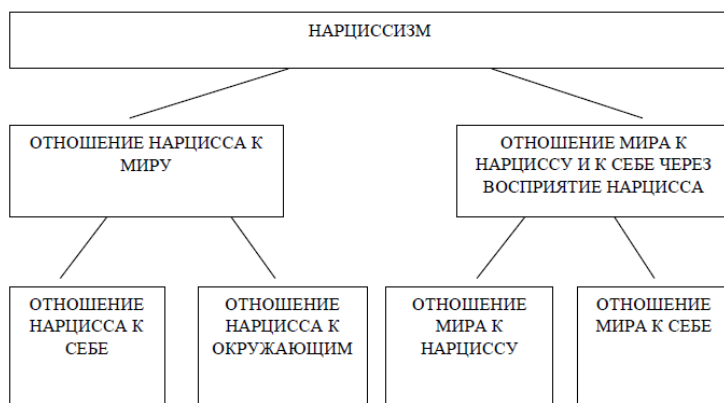 НАРЦИССИЗМ
ОТНОШЕНИЕ НАРЦИССА К
МИРУ
ОТНОШЕНИЕ МИРА К
НАРЦИССУ И К СЕБЕ ЧЕРЕЗ
ВОСПРИЯТИЕ НАРЦИССА
ОТНОШЕНИЕ
НАРЦИССА К
СЕБЕ
ОТНОШЕНИЕ
НАРЦИССА К
ОКРУЖАЮЩИМ
ОТНОШЕНИЕ
МИРА К
НАРЦИССУ
ОТНОШЕНИЕ
МИРА К СЕБЕ